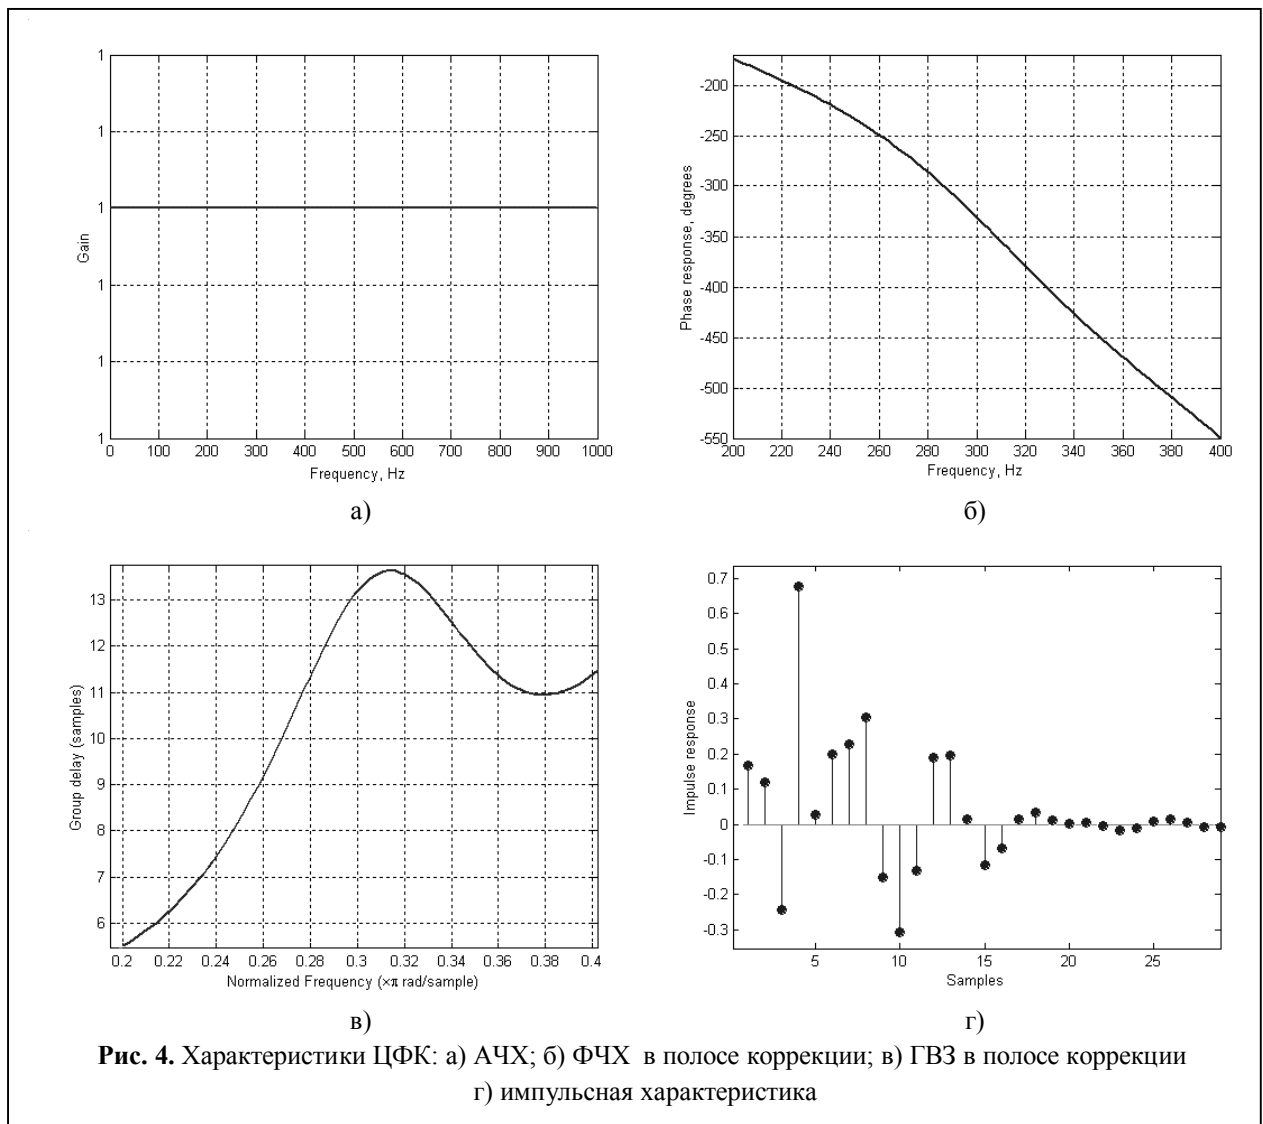 1
1
1
1
1
1
Gain
0 100 200 300 400 500 600 700 800 900 1000
Frequency, Hz
а)
-200
-250
-300
-350
-400
-450
-500
-550
Phase response, degrees
200 220 240 260 280 300 320 340 360 380 400
Frequency, Hz
б)
13
12
11
10
9
8
7
6
Group delay (samples)
0.2 0.22 0.24 0.26 0.28 0.3 0.32 0.34 0.36 0.38 0.4
Normalized Frequency (×π rad/sample)
в)
0.7
0.6
0.5
0.4
0.3
0.2
0.1
0
-0.1
-0.2
-0.3
Impulse response
5 10 15 20 25
Samples
г)
Рис. 4. Характеристики ЦФК: а) АЧХ; б) ФЧХ в полосе коррекции; в) ГВЗ в полосе коррекции
г) импульсная характеристика